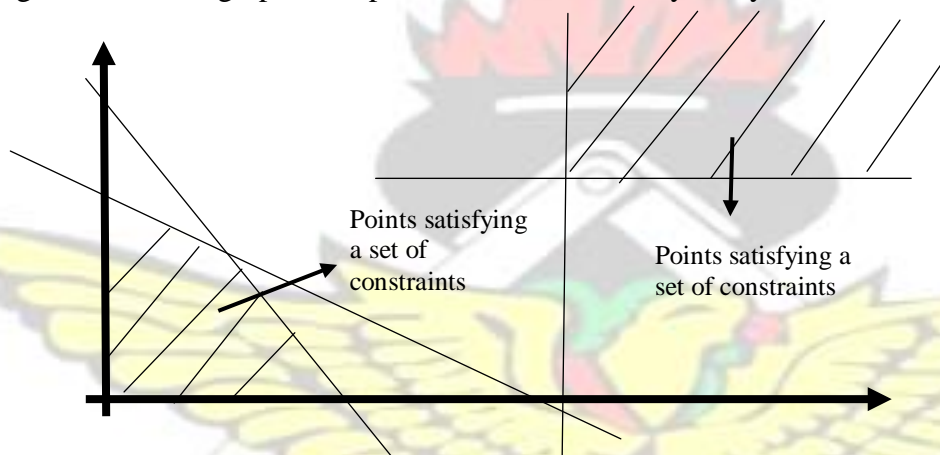 Points satisfying
a set of
constraints
Points satisfying a
set of constraints